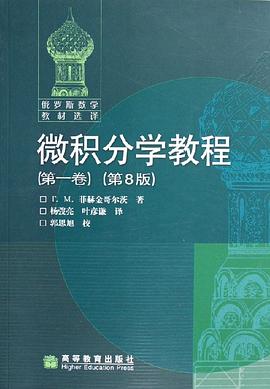 俄罗斯数学
教材选译
微积分学教程
(第一卷) (第8版)
Г. М. 菲赫金哥尔茨 著
杨弢亮 叶彦谦 译
郭思旭 校
高等教育出版社
Higher Education Press